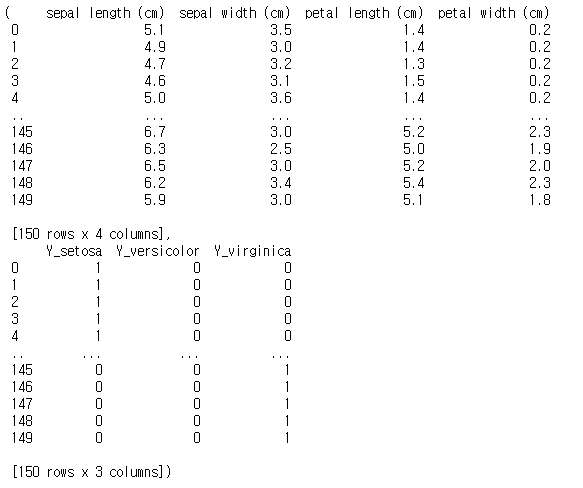 (     sepal length (cm)  sepal width (cm)  petal length (cm)  petal width (cm)
0                  5.1               3.5                1.4               0.2
1                  4.9               3.0                1.4               0.2
2                  4.7               3.2                1.3               0.2
3                  4.6               3.1                1.5               0.2
4                  5.0               3.6                1.4               0.2
..                 ...               ...                ...               ...
145                6.7               3.0                5.2               2.3
146                6.3               2.5                5.0               1.9
147                6.5               3.0                5.2               2.0
148                6.2               3.4                5.4               2.3
149                5.9               3.0                5.1               1.8
[150 rows x 4 columns],
Y_setosa  Y_versicolor  Y_virginica
0           1             0            0
1           1             0            0
2           1             0            0
3           1             0            0
4           1             0            0
..        ...           ...          ...
145         0             0            1
146         0             0            1
147         0             0            1
148         0             0            1
149         0             0            1
[150 rows x 3 columns])